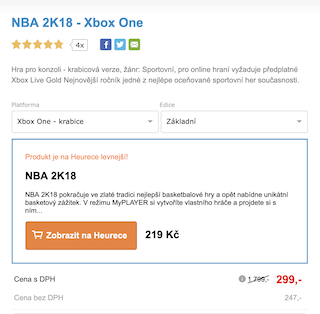 NBA 2K18 - Xbox One
4x
Hra pro konzoli - krabicová verze, žánr: Sportovní, pro online hraní vyžaduje předplatné
Xbox Live Gold Nejnovější ročník jedné z nejlépe oceňované sportovní her současnosti.
Platforma
Edice
Xbox One - krabice
Základní
Produkt je na Heurece levnejší!
NBA 2K18
NBA 2K18 pokračuje ve zlaté tradici nejlepší basketbalové hry a opět nabídne unikátní
basketový zážitek. V režimu MyPLAYER si vytvoříte vlastního hráče a projdete si s
ním...
Zobrazit na Heurece
219 Kč
Cena s DPH
1 799,-
299,-
Cena bez DPH
247,-